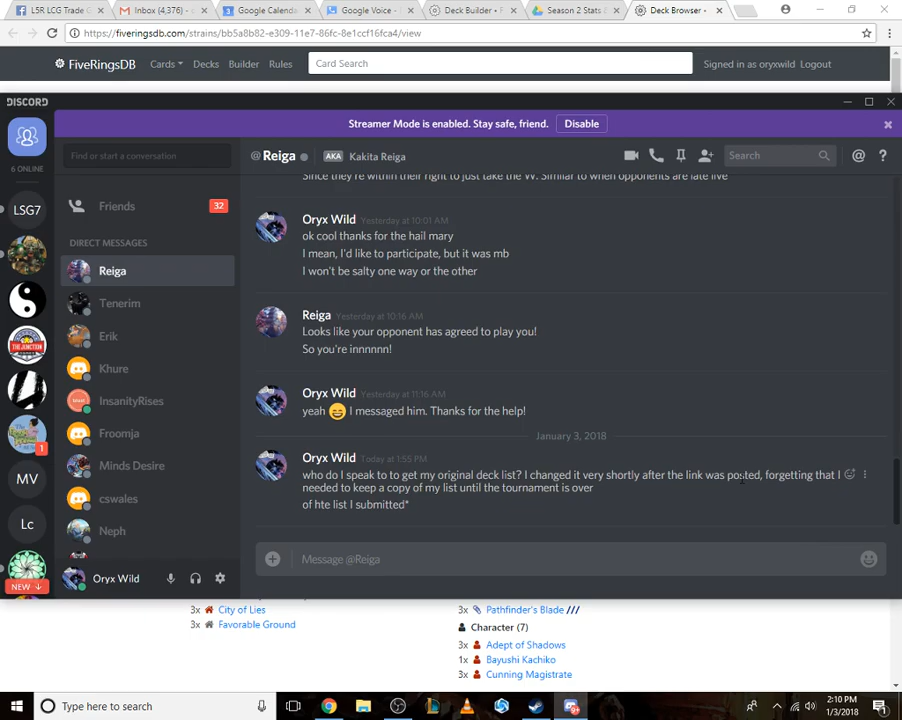 L5R LCG Trade G
Inbox (4,376) -
Google Calenda
Google Voice -
Deck Builder •
Season 2 Stats
Deck Browser •
https://fiveringsdb.com/strains/bb5a8b82-e309-11e7-86fc-8e1ccf16fca4/view
FiveRingsDB
Cards
Decks
Builder
Rules
Card Search
Signed in as oryxwild
Logout
DISCORD
Streamer Mode is enabled. Stay safe, friend.
Disable
6 ONLINE
Find or start a conversation
@Reiga
AKA
Kakita Reiga
Search
Since they're within their right to just take the W. Similar to when opponents are late live
Friends
32
DIRECT MESSAGES
Reiga
Tenerim
Erik
Khure
InsanityRises
Froomja
Minds Desire
cswales
Neph
LSG7
THE JUNCTION
1
MV
Lc
NEW ↓
Oryx Wild Yesterday at 10:01 AM
ok cool thanks for the hail mary
I mean, I'd like to participate, but it was mb
I won't be salty one way or the other
Reiga Yesterday at 10:16 AM
Looks like your opponent has agreed to play you!
So you're innnnnn!
Oryx Wild Yesterday at 11:16 AM
yeah 😄 I messaged him. Thanks for the help!
January 3, 2018
Oryx Wild Today at 1:55 PM
who do I speak to to get my original deck list? I changed it very shortly after the link was posted, forgetting that I
needed to keep a copy of my list until the tournament is over
of hte list I submitted*
Message @Reiga
Oryx Wild
3x City of Lies
3x Favorable Ground
3x Pathfinder's Blade ///
Character (7)
3x Adept of Shadows
1x Bayushi Kachiko
3x Cunning Magistrate
Type here to search
2:10 PM
1/3/2018
1